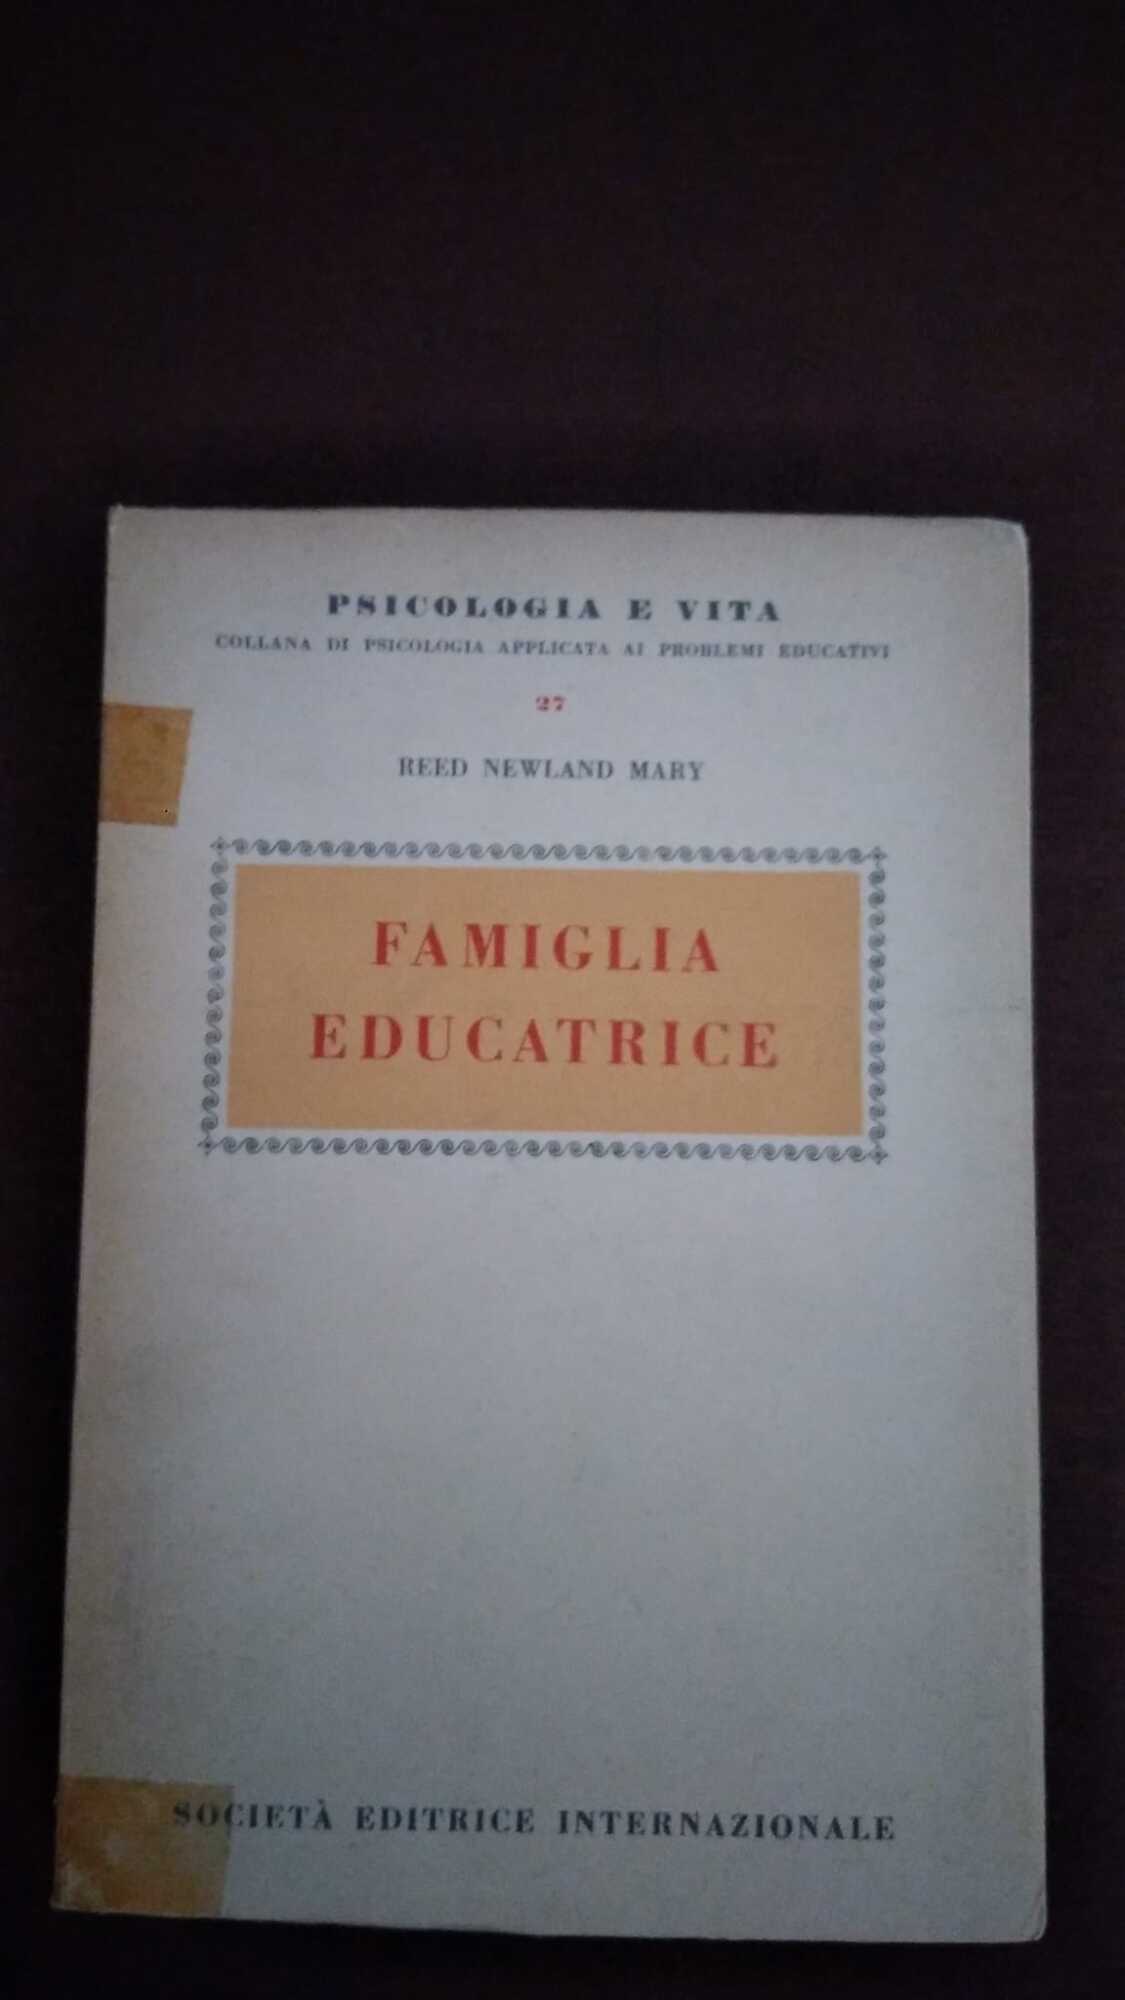 PSICOLOGIA E VITA
COLLANA DI PSICOLOGIA APPLICATA AI PROBLEMI EDUCATIVI
27
REED NEWLAND MARY
FAMIGLIA
EDUCATRICE
SOCIETÀ EDITRICE INTERNAZIONALE